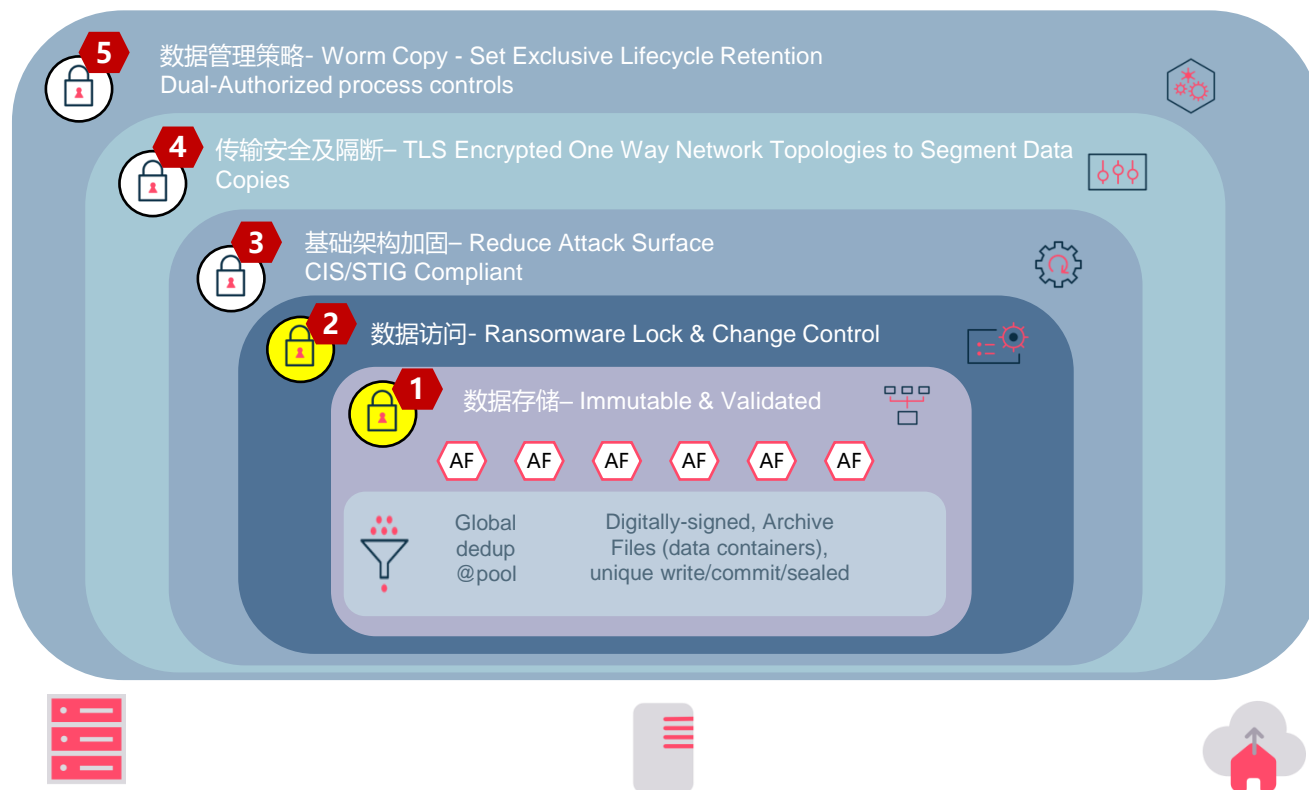 5
数据管理策略- Worm Copy - Set Exclusive Lifecycle Retention
Dual-Authorized process controls
4
传输安全及隔断– TLS Encrypted One Way Network Topologies to Segment Data
Copies
3
基础架构加固– Reduce Attack Surface
CIS/STIG Compliant
2
数据访问- Ransomware Lock & Change Control
1
数据存储– Immutable & Validated
AF AF AF AF AF AF
Global
dedup
@pool
Digitally-signed, Archive
Files (data containers),
unique write/commit/sealed